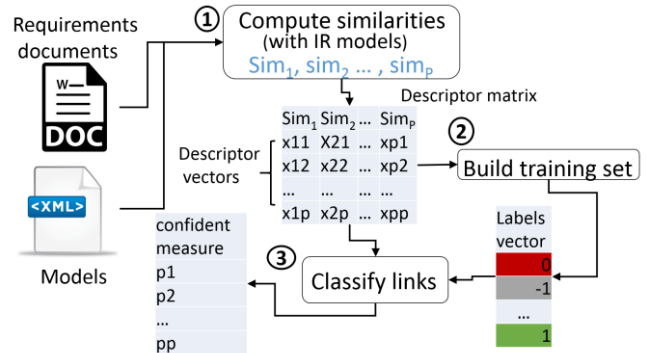 Requirements
documents
W
DOC
<XML>
Models
1
Compute similarities
(with IR models)
Sim1, sim2 ... , simP
Descriptor matrix
Descriptor
vectors
Sim1 Sim2 ... SimP
x11 X21 ... xp1
x12 x22 ... xp2
... ... ...
x1p x2p ... xpp
2
Build training set
Labels
vector
0
-1
...
1
3
Classify links
confident
measure
p1
p2
...
pp